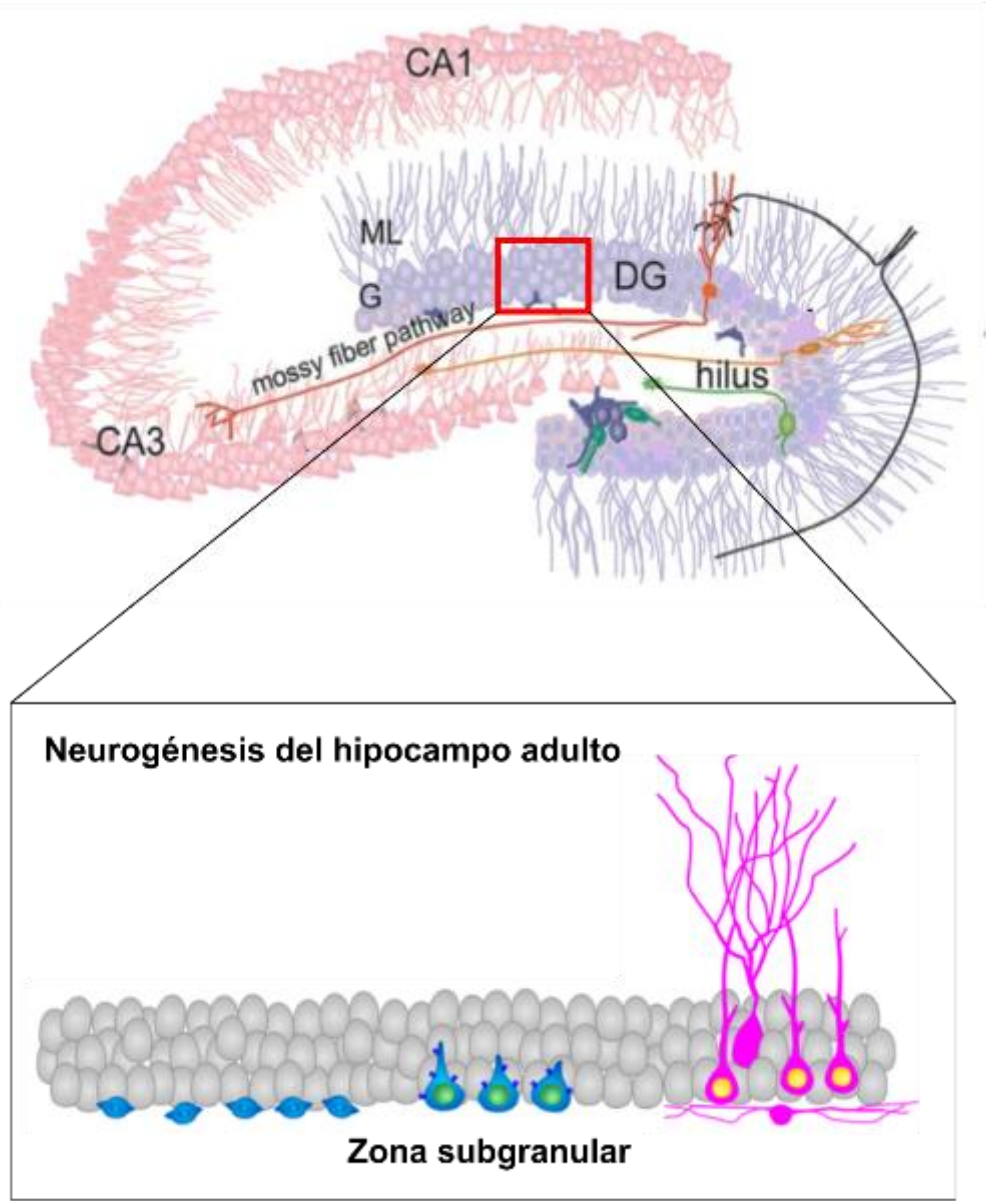 CA1
ML
G
DG
mossy fiber pathway
hilus
CA3
Neurogénesis del hipocampo adulto
Zona subgranular